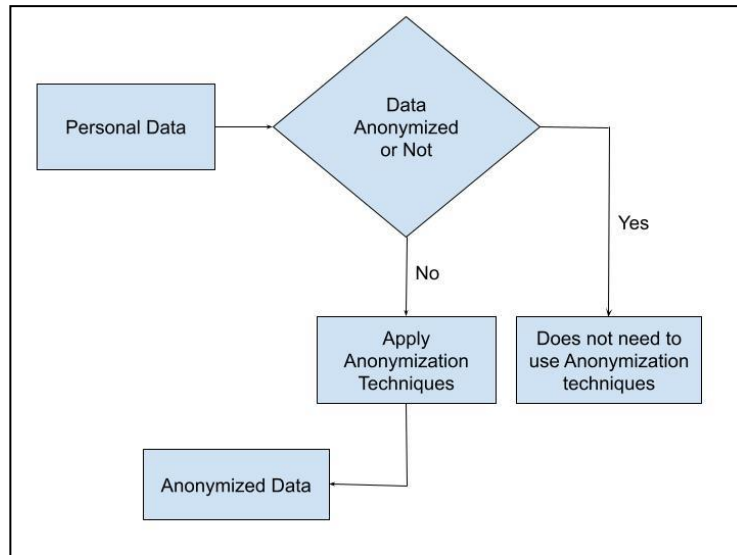 Personal Data
Data
Anonymized
or Not
Yes
No
Apply
Anonymization
Techniques
Does not need to
use Anonymization
techniques
Anonymized Data